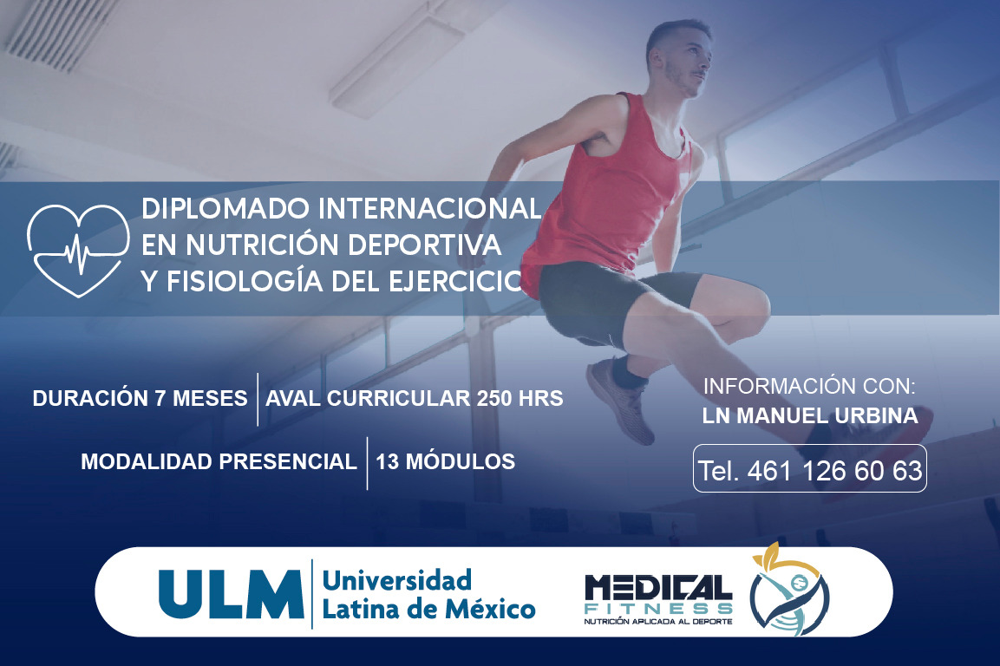 DIPLOMADO INTERNACIONAL
EN NUTRICIÓN DEPORTIVA
Y FISIOLOGÍA DEL EJERCICIO
DURACIÓN 7 MESES
AVAL CURRICULAR 250 HRS
MODALIDAD PRESENCIAL
13 MÓDULOS
INFORMACIÓN CON:
LN MANUEL URBINA
Tel. 461 126 60 63
ULM
Universidad
Latina de México
MEDICAL
FITNESS
NUTRICIÓN APLICADA AL DEPORTE